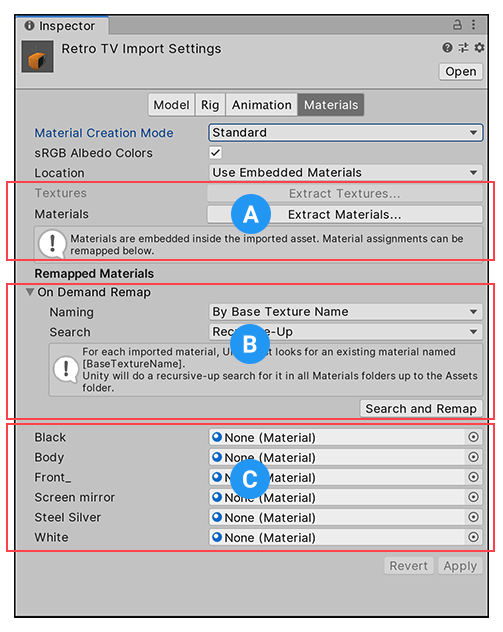 Inspector
Retro TV Import Settings
Open
Model Rig Animation Materials
Material Creation Mode Standard
sRGB Albedo Colors
Location Use Embedded Materials
Textures Extract Textures...
Materials Extract Materials...
A
Materials are embedded inside the imported asset. Material assignments can be
remapped below.
Remapped Materials
On Demand Remap
Naming By Base Texture Name
Search -Up
B
For each imported material, looks for an existing material named
[BaseTextureName].
Unity will do a recursive-up search for it in all Materials folders up to the Assets
folder.
Search and Remap
Black None (Material)
Body None (Material)
Front_ None (Material)
C
Screen mirror None (Material)
Steel Silver None (Material)
White None (Material)
Revert Apply